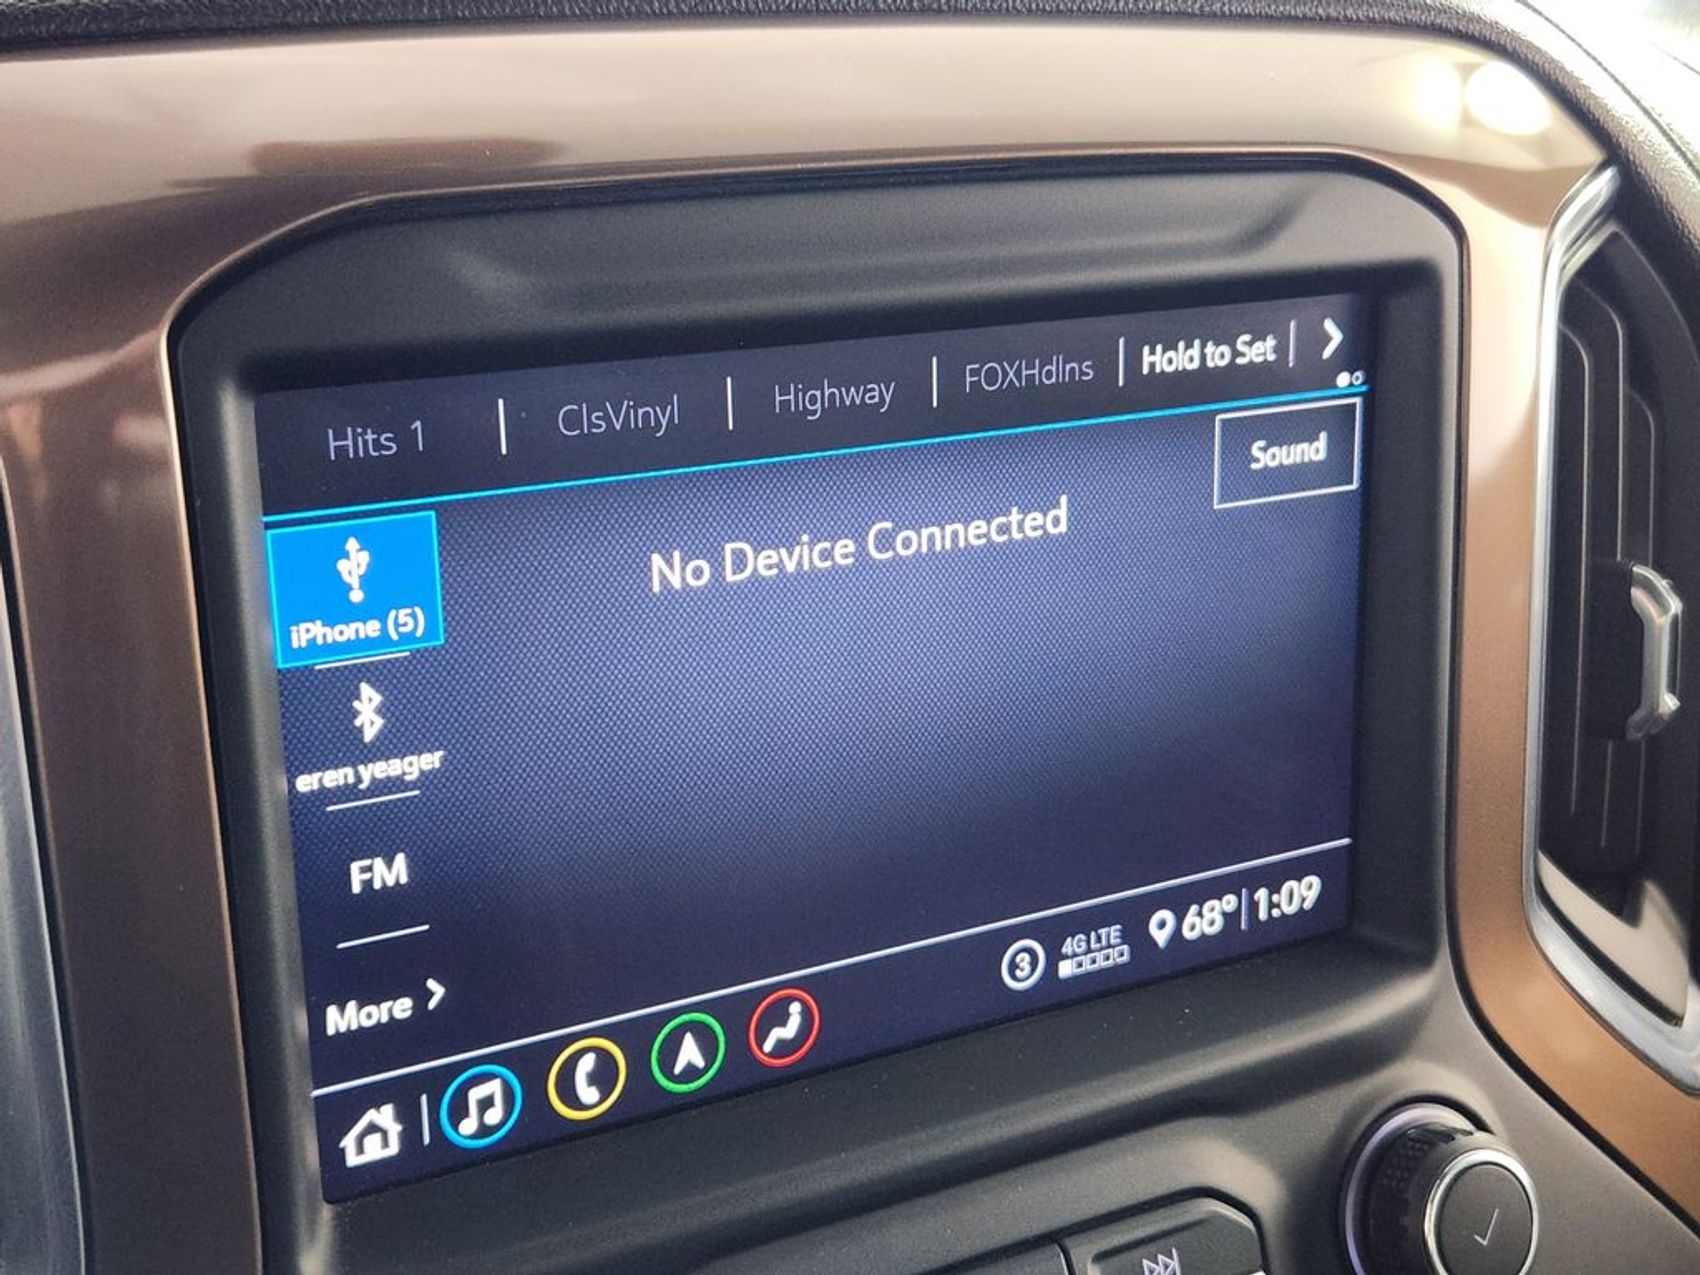 Hits 1 | ClsVinyl | Highway | FOXHdlns | Hold to Set |
Sound
No Device Connected
iPhone (5)
eren yeager
FM
More
3 4G LTE 68° | 1:09